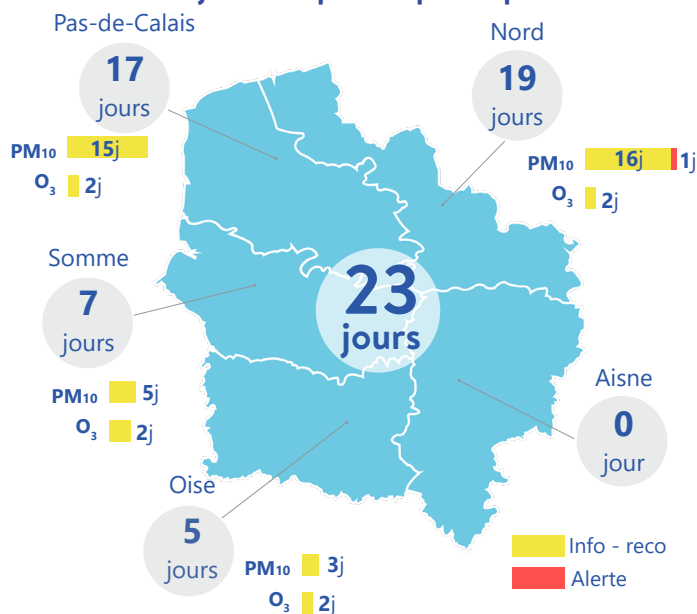 Pas-de-Calais
17
jours
PM10 15j
O3 2j
Nord
19
jours
PM10 16j 1j
O3 2j
Somme
7
jours
PM10 5j
O3 2j
23
jours
Aisne
0
jour
Oise
5
jours
PM10 3j
O3 2j
Info - reco
Alerte